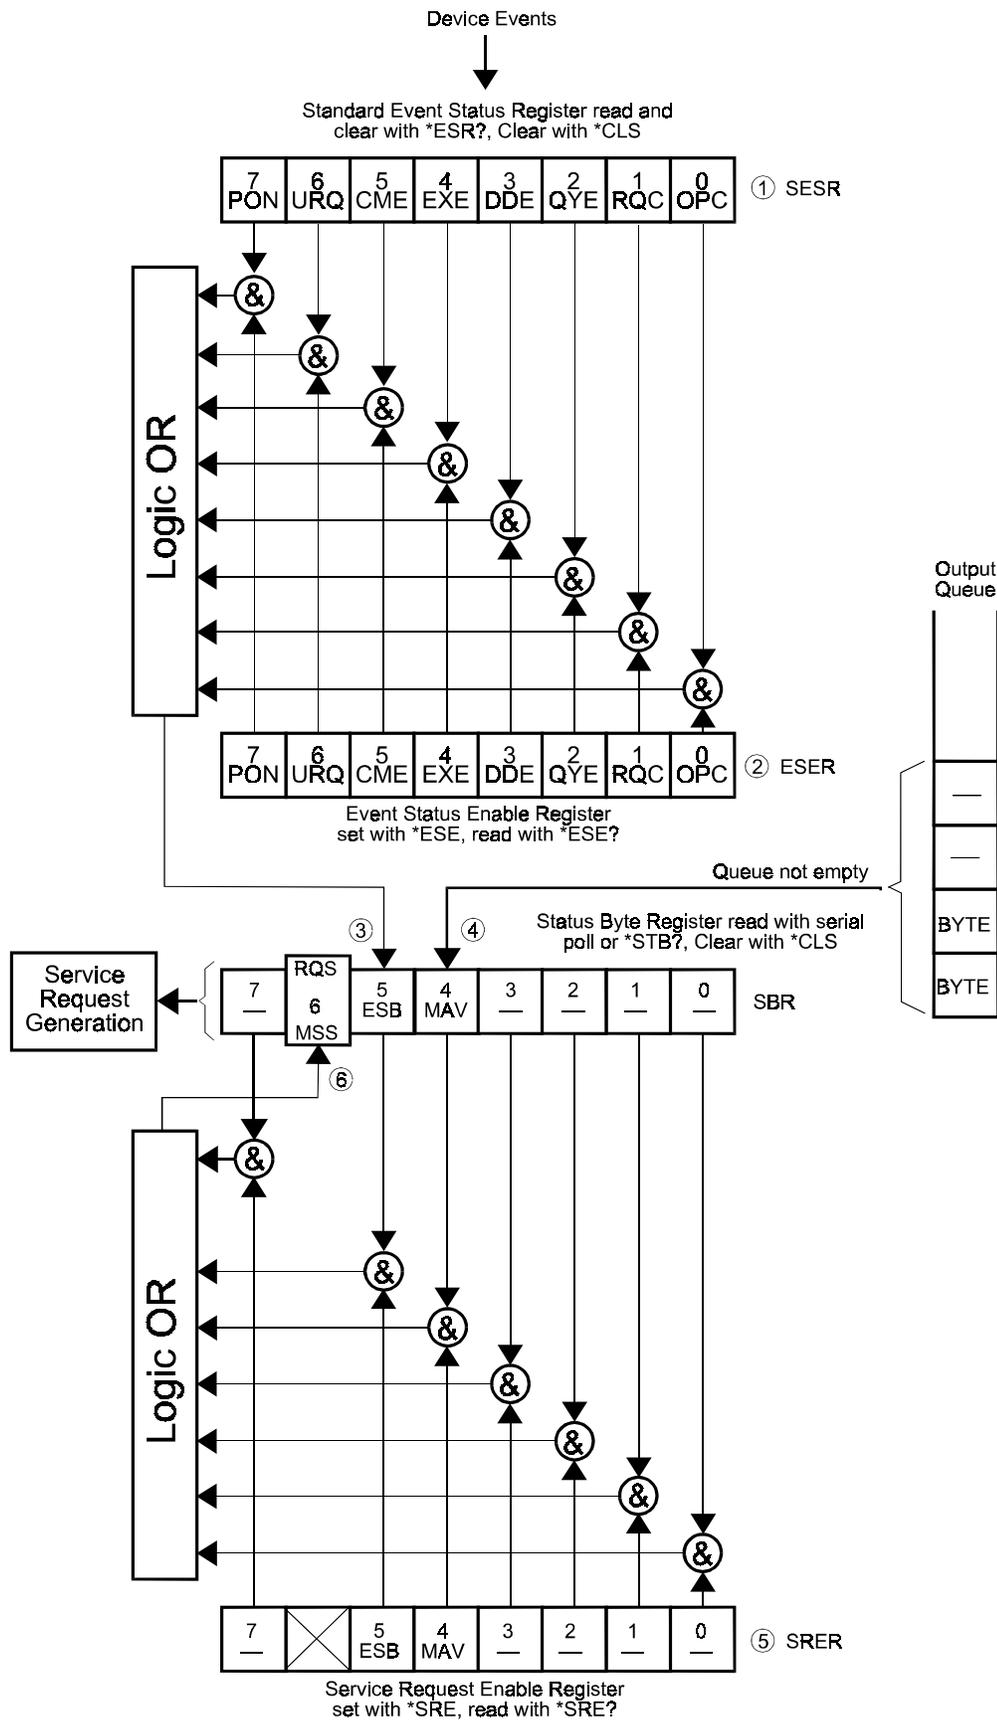 Device Events
Standard Event Status Register read and
clear with *ESR?, Clear with *CLS
7 6 5 4 3 2 1 0
PON URQ CME EXE DDE QYE RQC OPC
① SESR
&
&
&
&
&
&
&
&
Logic OR
7 6 5 4 3 2 1 0
PON URQ CME EXE DDE QYE RQC OPC
② ESER
Event Status Enable Register
set with *ESE, read with *ESE?
Output
Queue
—
—
BYTE
BYTE
Queue not empty
③
④
Status Byte Register read with serial
poll or *STB?, Clear with *CLS
Service
Request
Generation
RQS
7 6 5 4 3 2 1 0
— MSS ESB MAV — — — —
SBR
⑥
&
&
&
&
&
&
&
Logic OR
7 5 4 3 2 1 0
— ESB MAV — — — —
⑤ SRER
Service Request Enable Register
set with *SRE, read with *SRE?